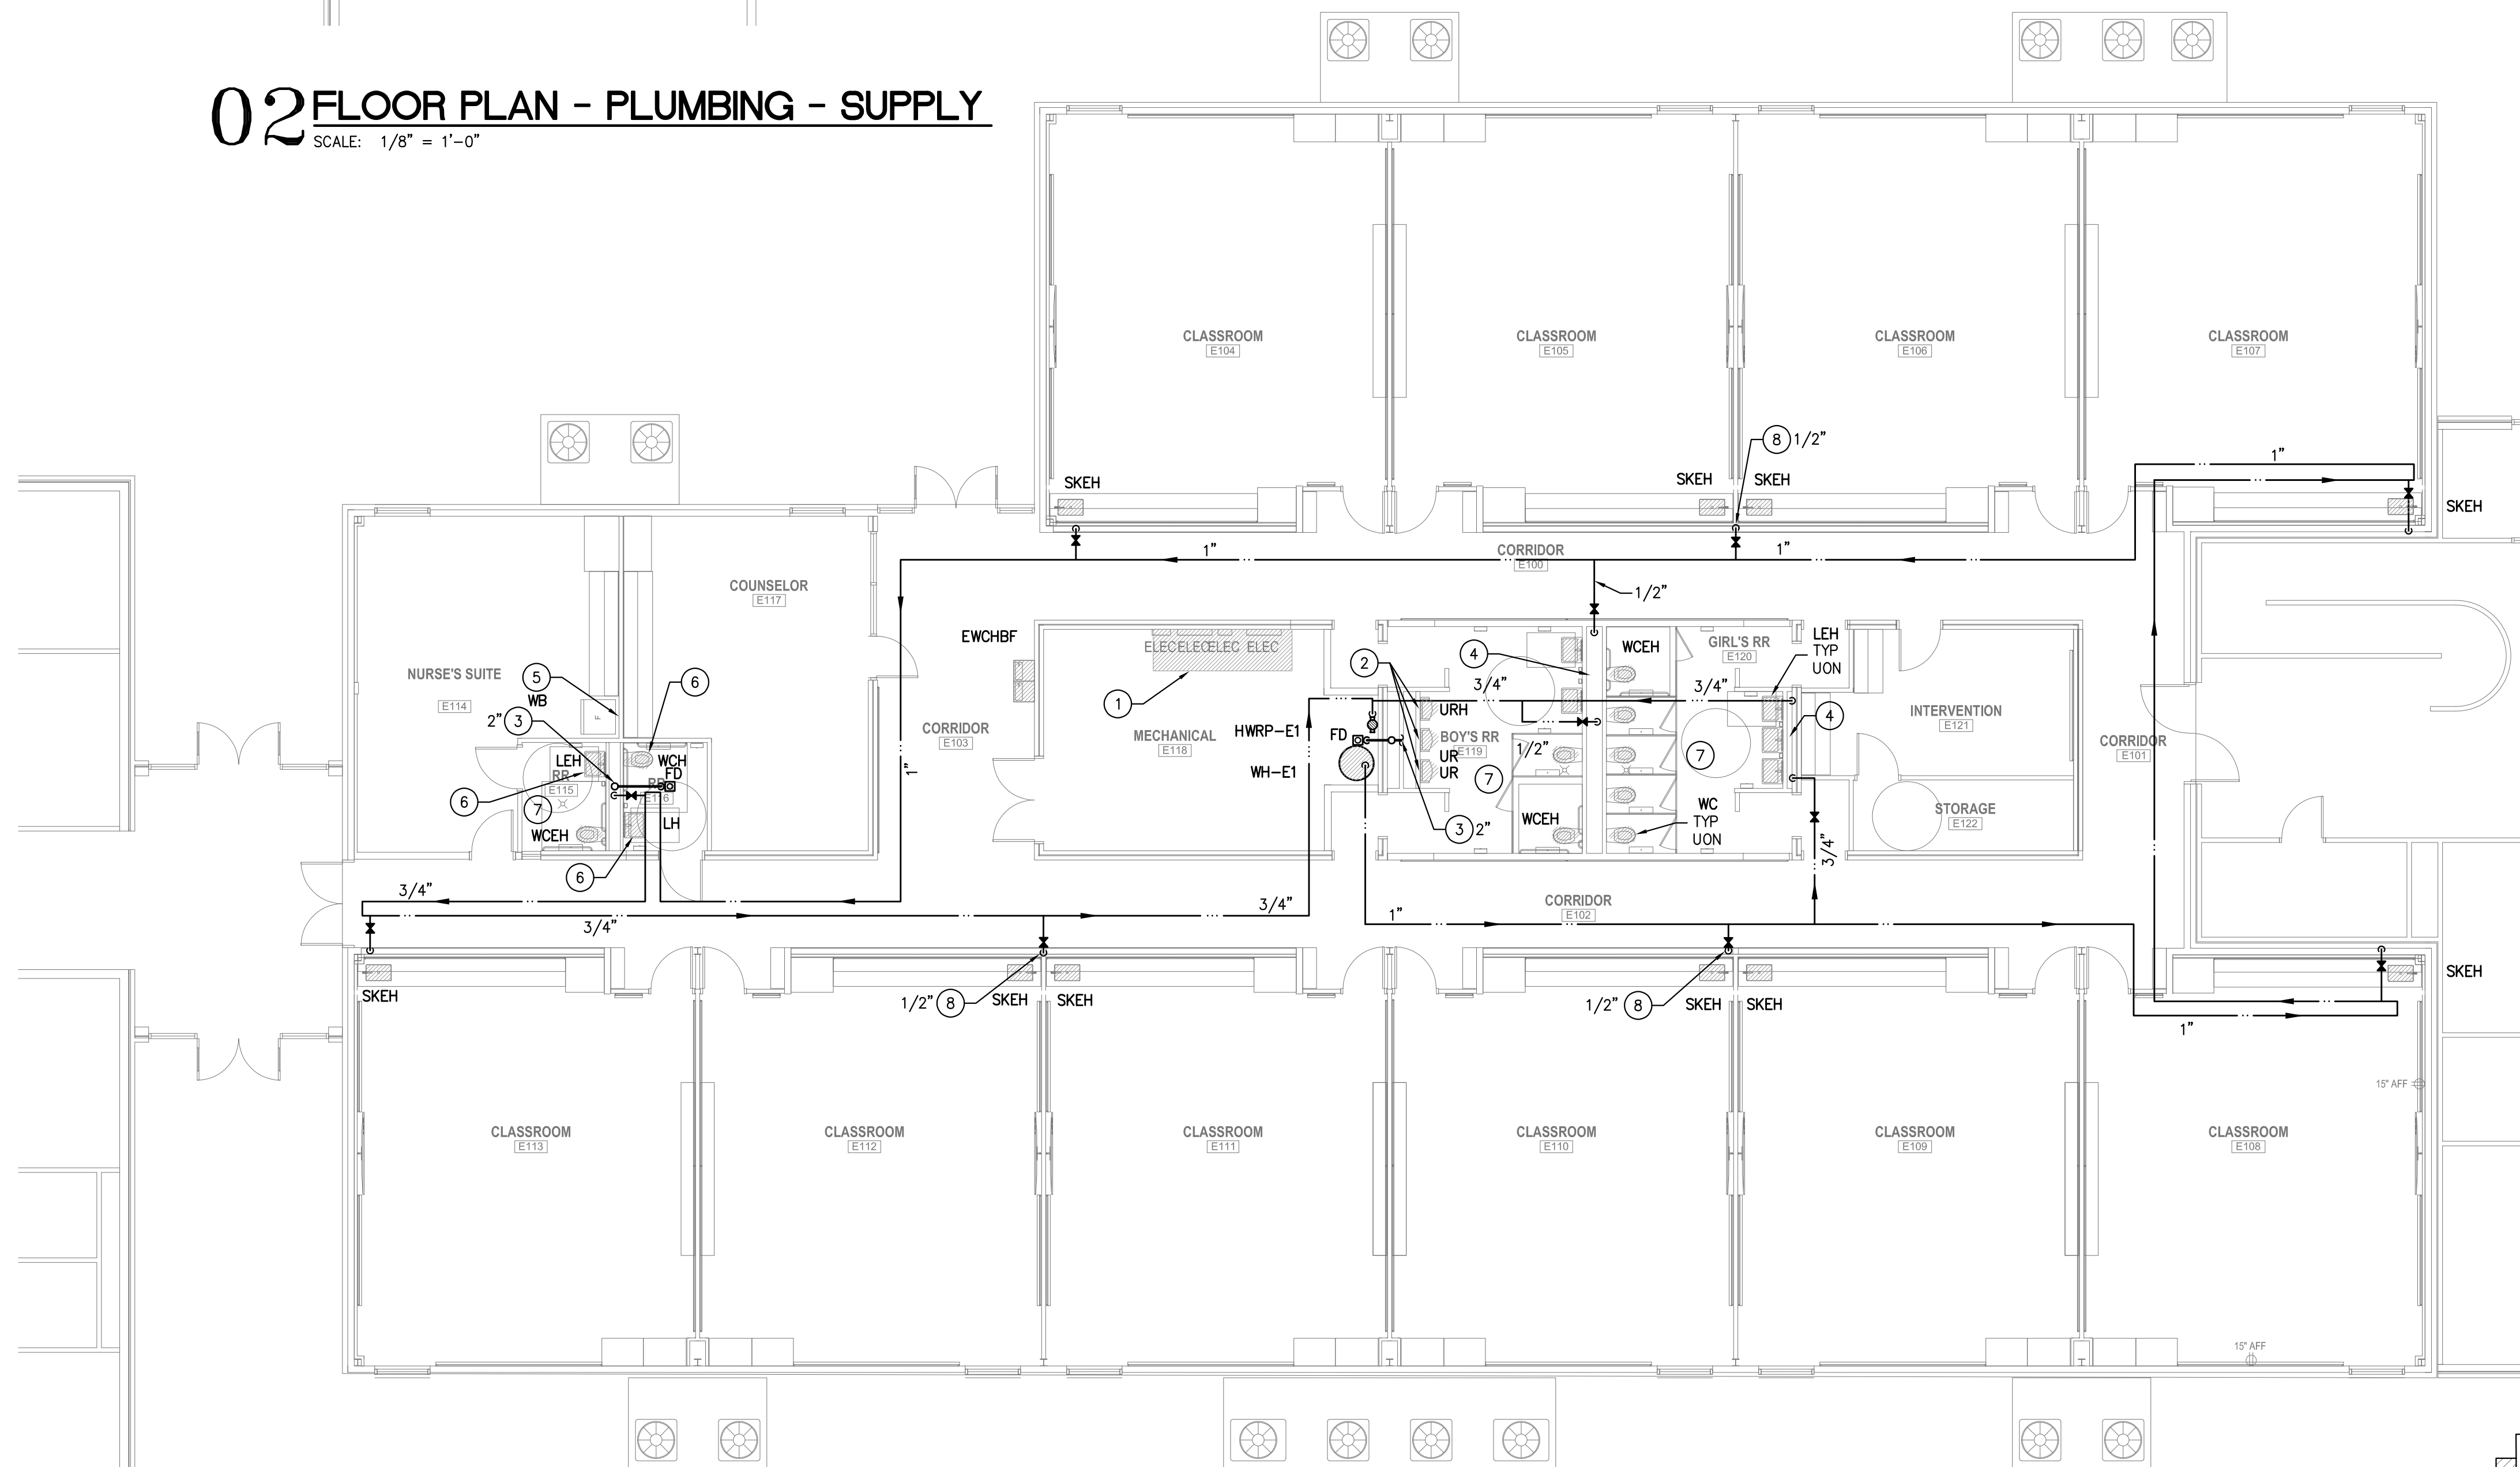 02 FLOOR PLAN - PLUMBING - SUPPLY
SCALE: 1/8" = 1'-0"
CLASSROOM
E104
CLASSROOM
E105
CLASSROOM
E106
CLASSROOM
E107
8 1/2"
1"
SKEH
SKEH
SKEH
SKEH
1"
CORRIDOR
E100
1"
1/2"
COUNSELOR
E117
NURSE'S SUITE
E114
5
WB
2" 3
6
EWCHBF
CORRIDOR
E103
1"
ELEC ELEC ELEC ELEC
1
MECHANICAL
E118
HWRP-E1
FD
WH-E1
2
URH
BOY'S RR
E119
UR
UR
7
3 2"
4
3/4"
1/2"
WCEH
WCEH
GIRL'S RR
E120
3/4"
7
LEH
TYP
UON
4
WC
TYP
UON
INTERVENTION
E121
STORAGE
E122
CORRIDOR
E101
3/4"
LEH
RR
E115
7
6
WCEH
WCH
FD
RR
E116
LH
6
3/4"
3/4"
3/4"
1"
CORRIDOR
E102
1"
SKEH
1/2" 8
SKEH
SKEH
1/2" 8
SKEH
SKEH
SKEH
15" AFF
CLASSROOM
E113
CLASSROOM
E112
CLASSROOM
E111
CLASSROOM
E110
CLASSROOM
E109
CLASSROOM
E108
15" AFF